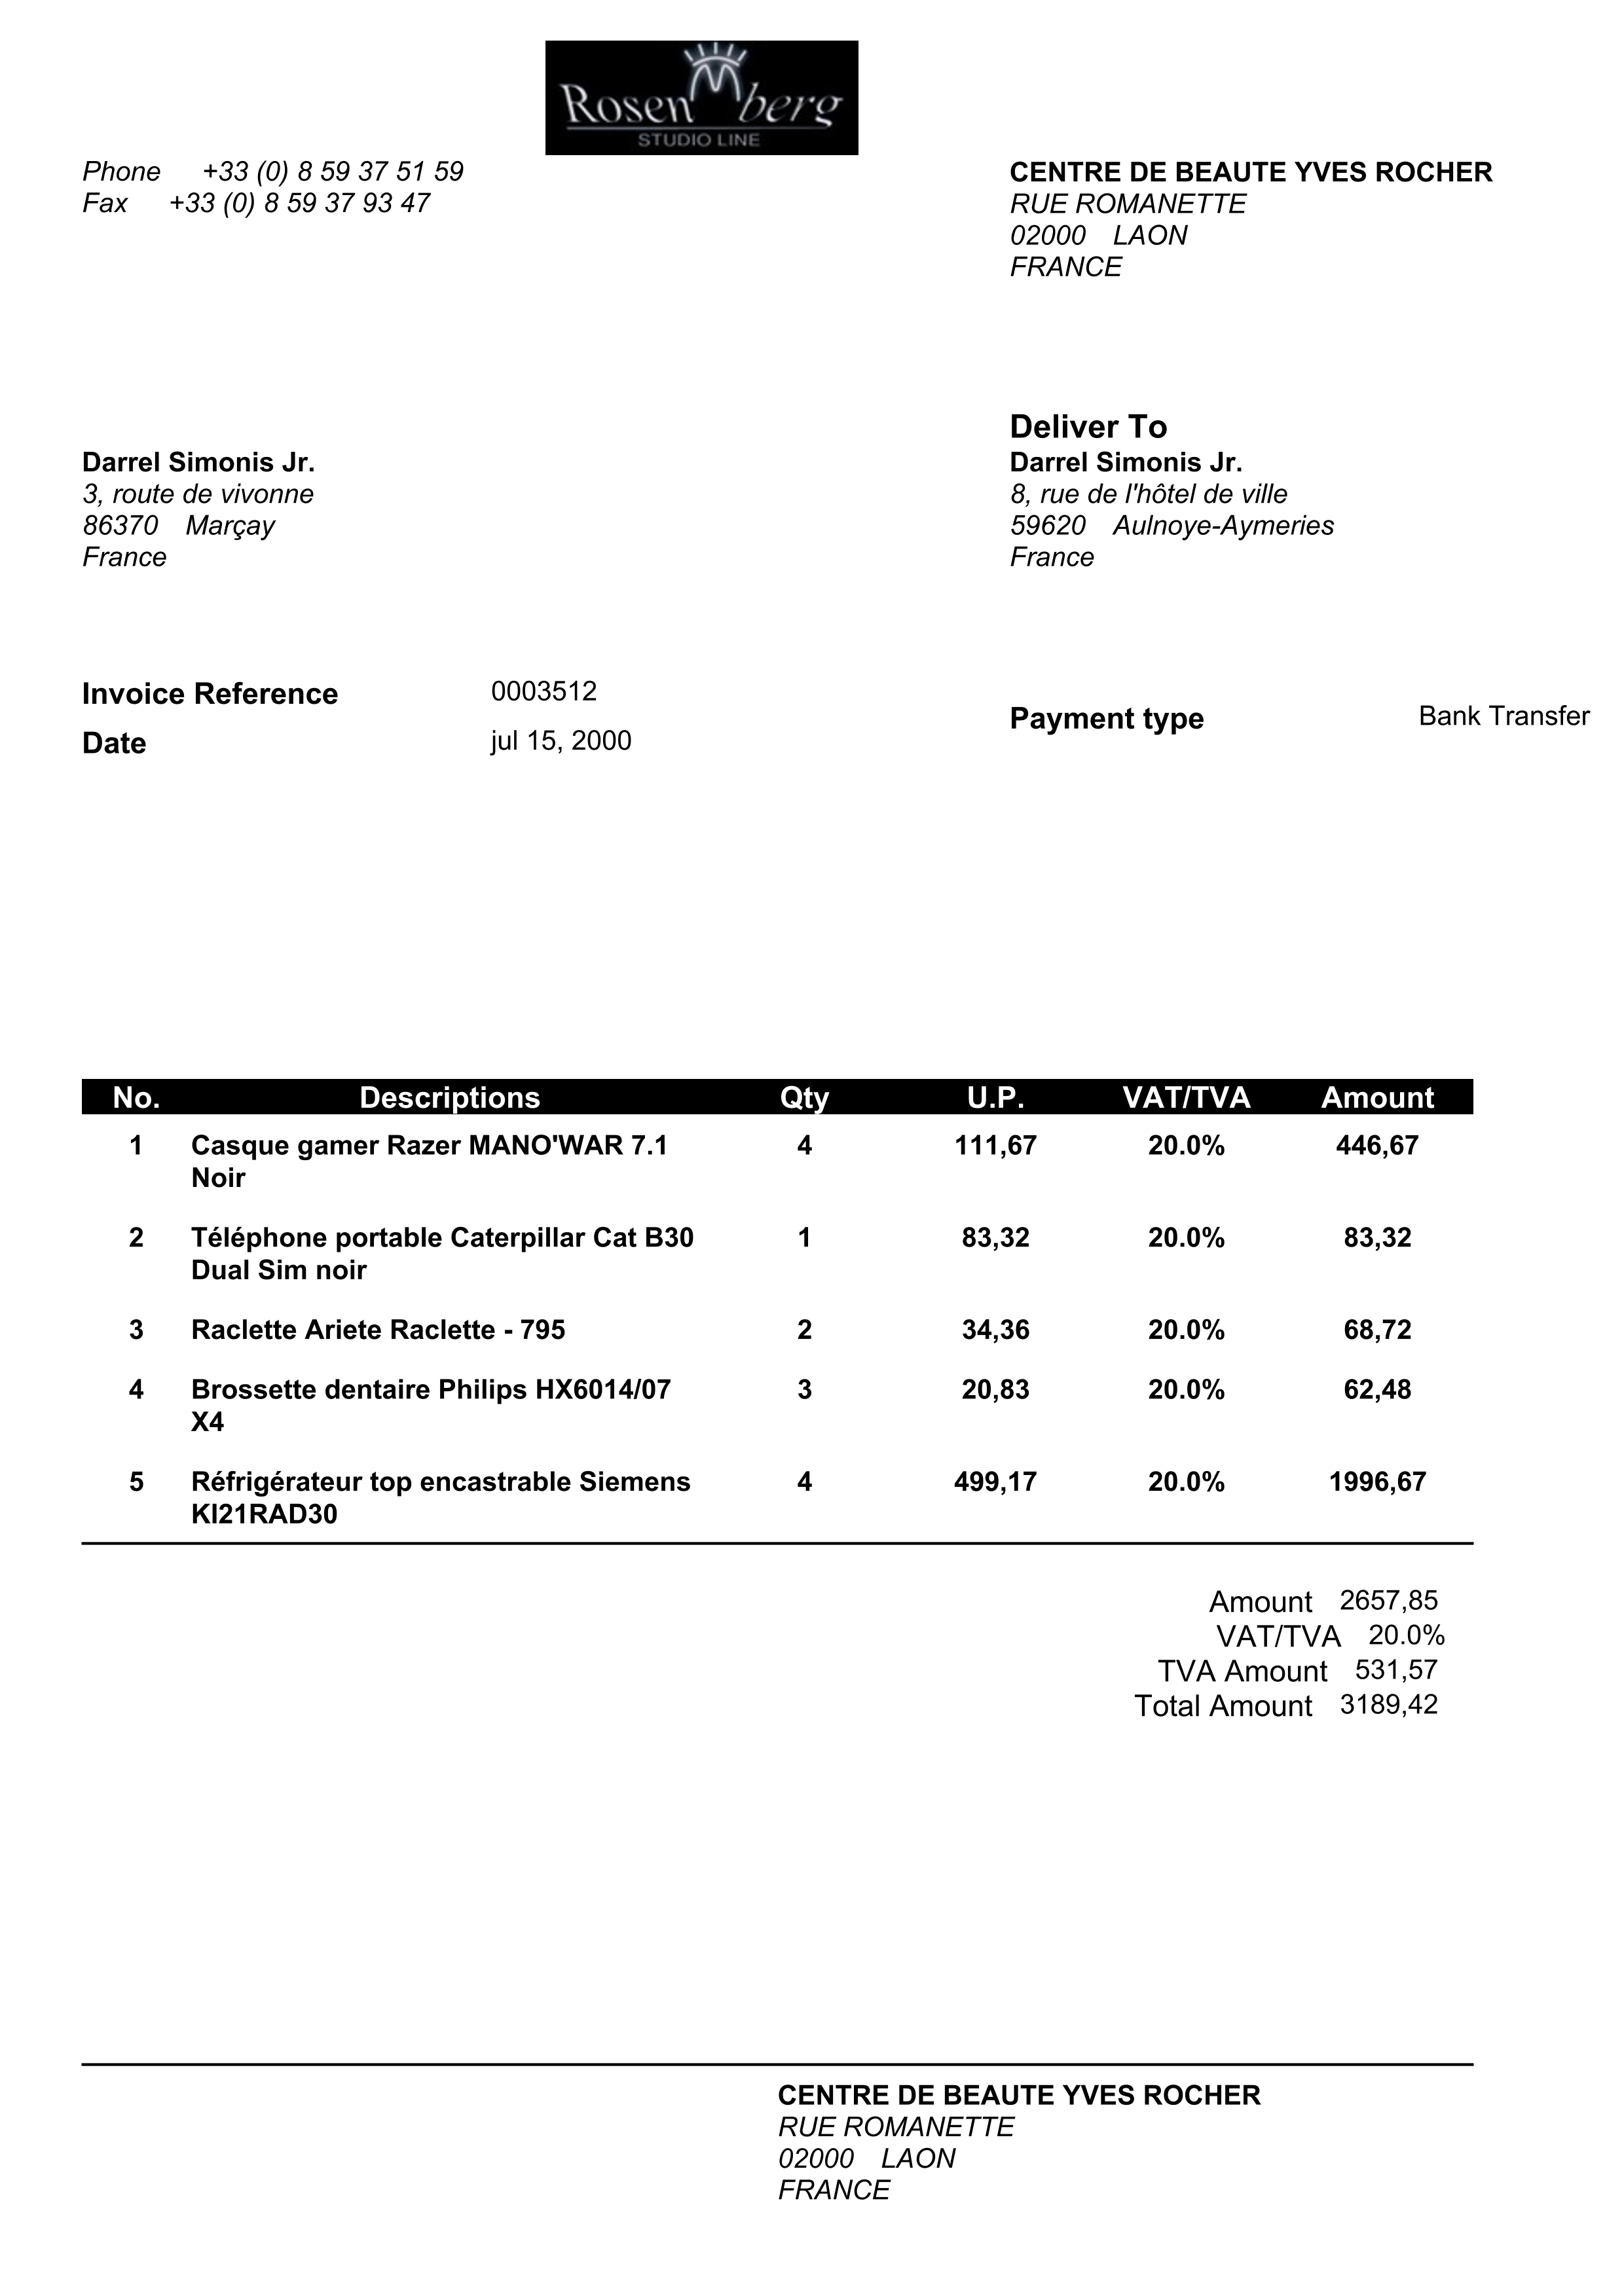 Rosen berg
STUDIO LINE
Phone +33 (0) 8 59 37 51 59
Fax +33 (0) 8 59 37 93 47
CENTRE DE BEAUTE YVES ROCHER
RUE ROMANETTE
02000 LAON
FRANCE
Darrel Simonis Jr.
3, route de vivonne
86370 Marçay
France
Deliver To
Darrel Simonis Jr.
8, rue de l'hôtel de ville
59620 Aulnoye-Aymeries
France
Invoice Reference 0003512
Date jul 15, 2000
Payment type Bank Transfer
No. Descriptions Qty U.P. VAT/TVA Amount
1 Casque gamer Razer MANO'WAR 7.1 4 111,67 20.0% 446,67
Noir
2 Téléphone portable Caterpillar Cat B30 1 83,32 20.0% 83,32
Dual Sim noir
3 Raclette Ariete Raclette - 795 2 34,36 20.0% 68,72
4 Brossette dentaire Philips HX6014/07 3 20,83 20.0% 62,48
X4
5 Réfrigérateur top encastrable Siemens 4 499,17 20.0% 1996,67
KI21RAD30
Amount 2657,85
VAT/TVA 20.0%
TVA Amount 531,57
Total Amount 3189,42
CENTRE DE BEAUTE YVES ROCHER
RUE ROMANETTE
02000 LAON
FRANCE